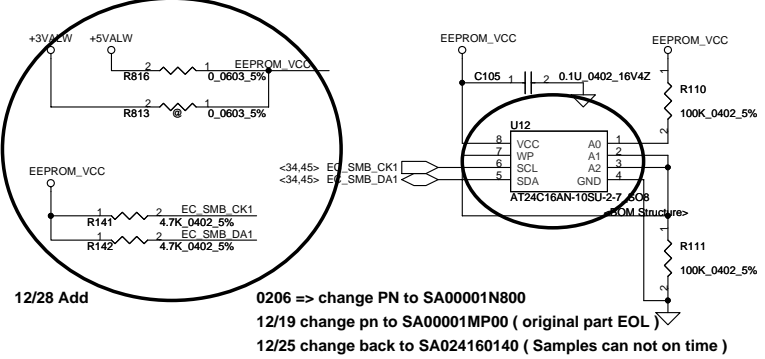 +3VALW
+5VALW
2
1
EEPROM_VCC
R816
0_0603_5%
2
1
R813
@
0_0603_5%
EEPROM_VCC
1
2
EC_SMB_CK1
R141
4.7K_0402_5%
1
2
EC_SMB_DA1
R142
4.7K_0402_5%
12/28 Add
EEPROM_VCC
EEPROM_VCC
C105
1
2
0.1U_0402_16V4Z
1
R110
100K_0402_5%
2
U12
8
VCC
A0
1
7
WP
A1
2
<34,45>
EC_SMB_CK1
6
SCL
A2
3
<34,45>
EC_SMB_DA1
5
SDA
GND
4
AT24C16AN-10SU-2-7_SO8
<BOM Structure>
1
R111
100K_0402_5%
2
0206 => change PN to SA00001N800
12/19 change pn to SA00001MP00 ( original part EOL )
12/25 change back to SA024160140 ( Samples can not on time )